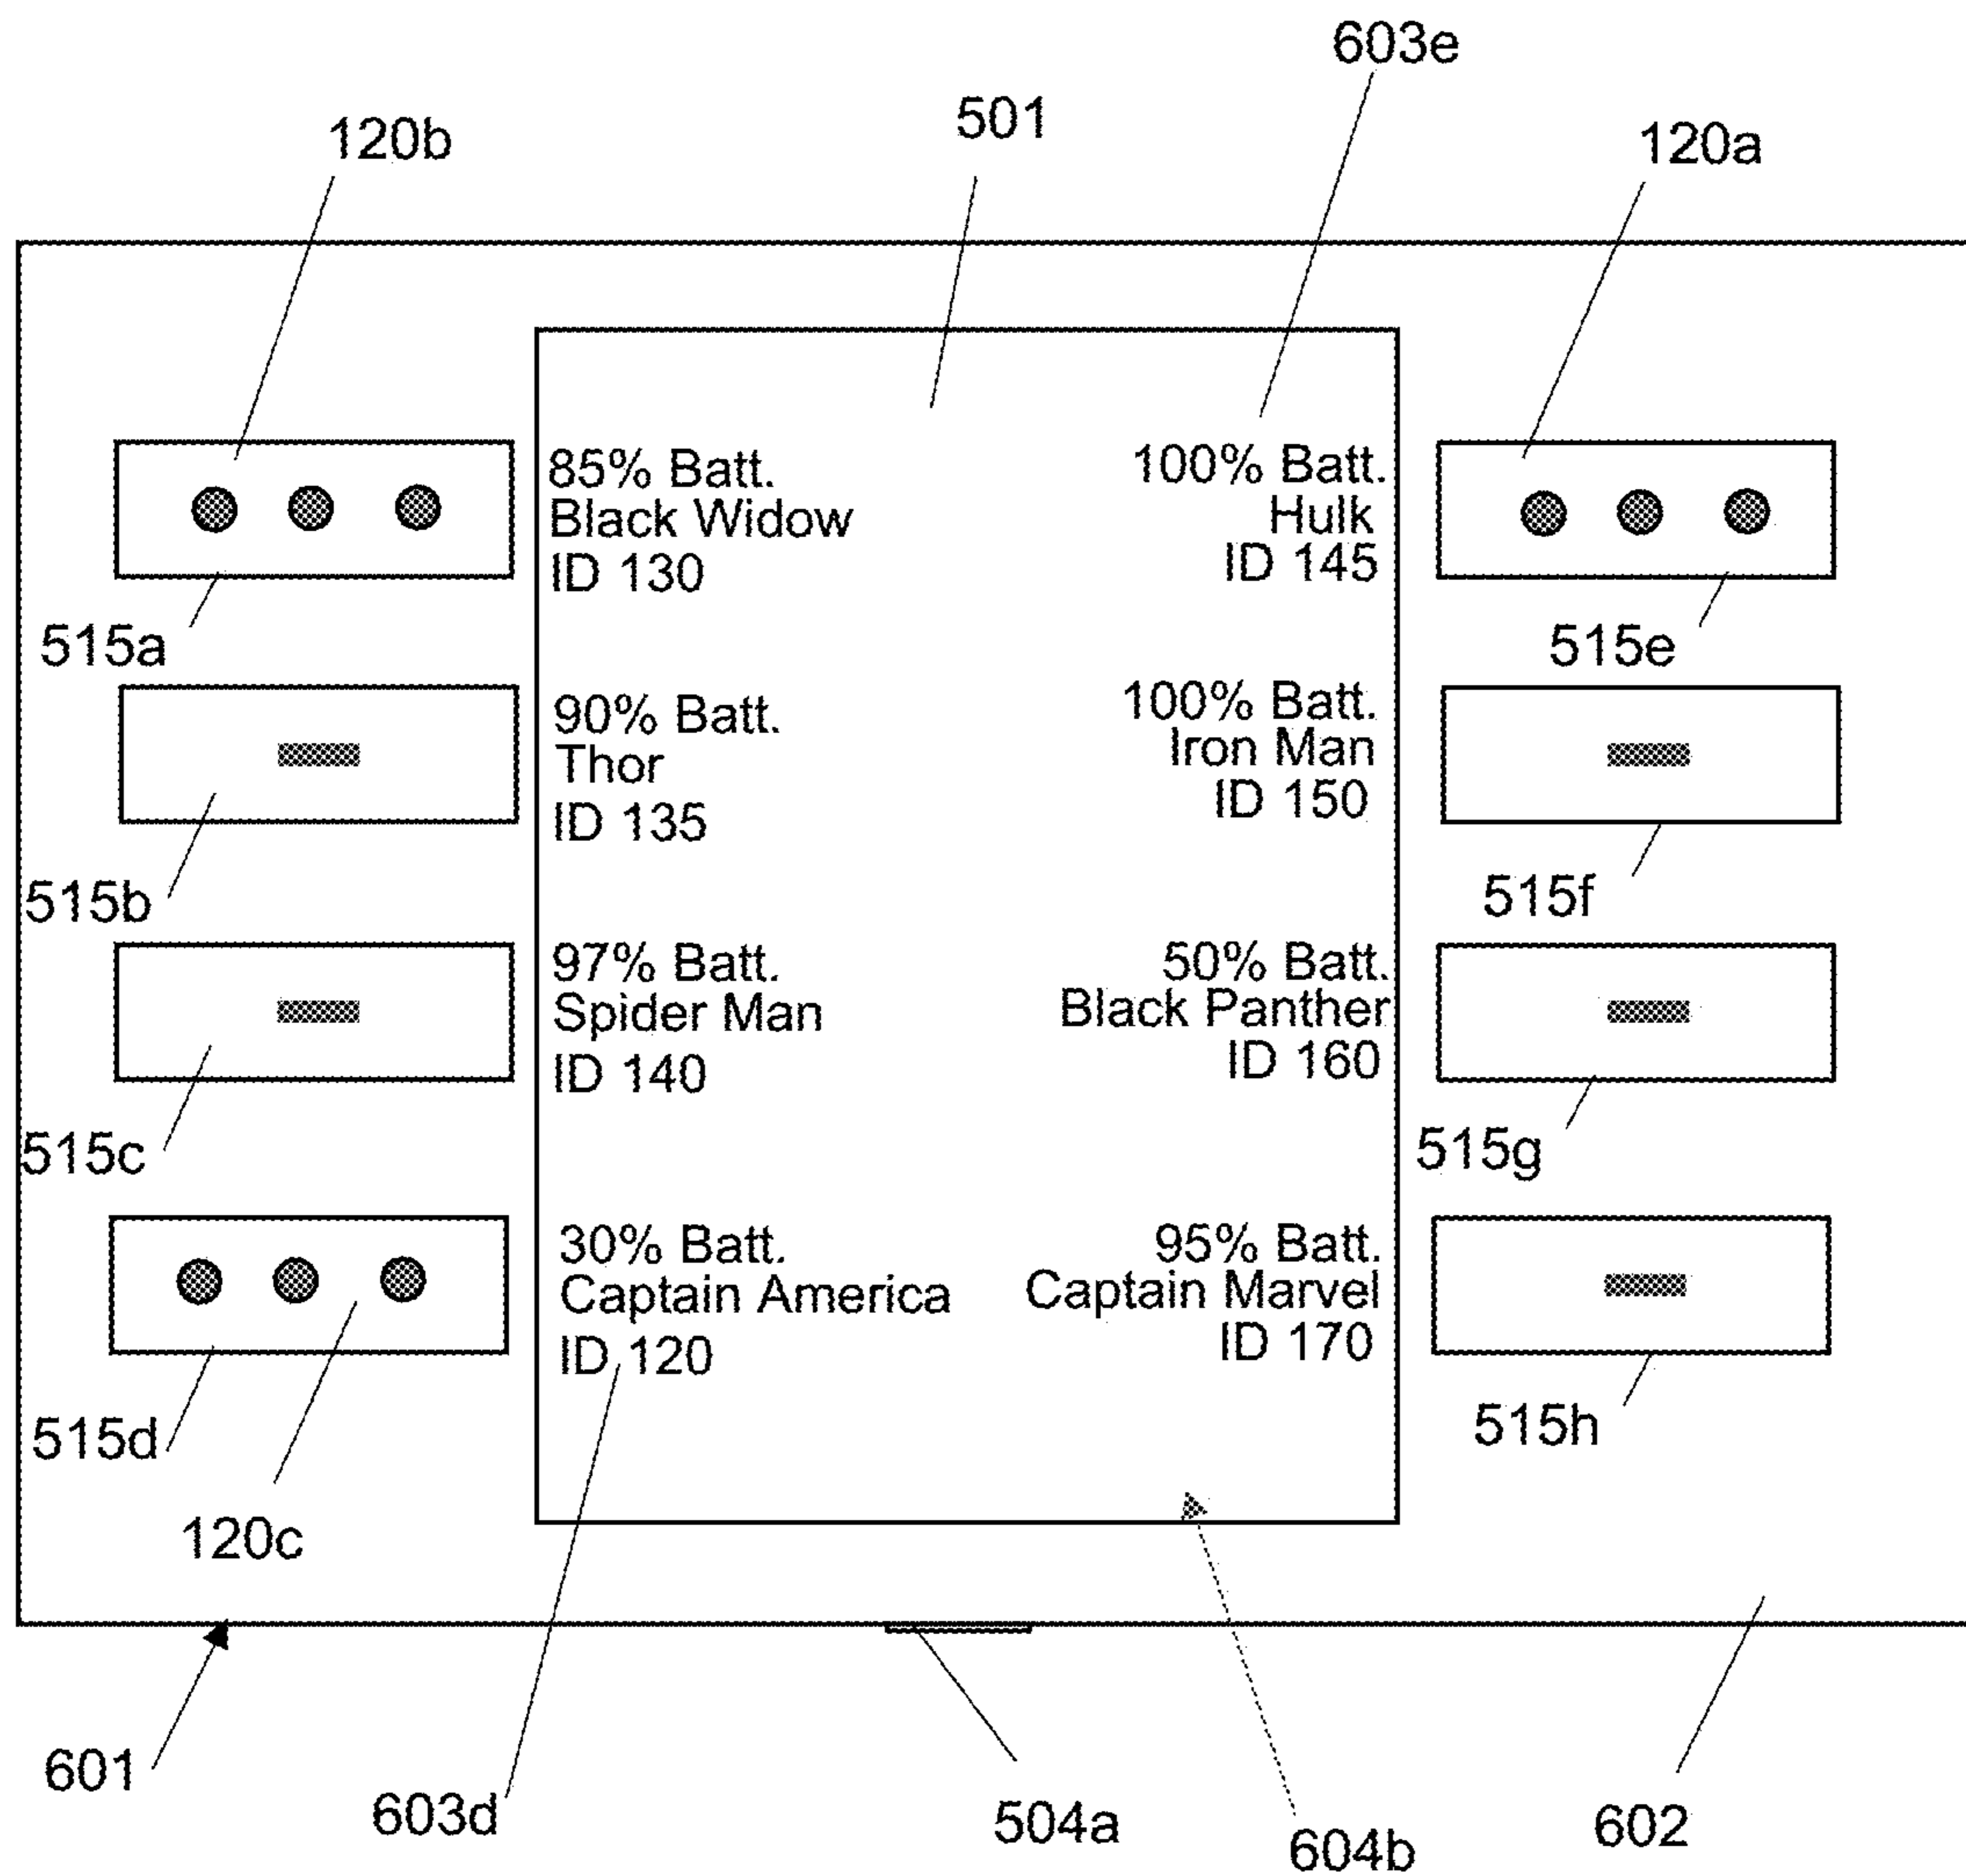 603e
501
120b
120a
85% Batt.
Black Widow
ID 130
100% Batt.
Hulk
ID 145
515a
515e
90% Batt.
Thor
ID 135
100% Batt.
Iron Man
ID 150
515b
515f
97% Batt.
Spider Man
ID 140
50% Batt.
Black Panther
ID 160
515c
515g
30% Batt.
Captain America
ID 120
95% Batt.
Captain Marvel
ID 170
515d
515h
120c
601
603d
504a
604b
602